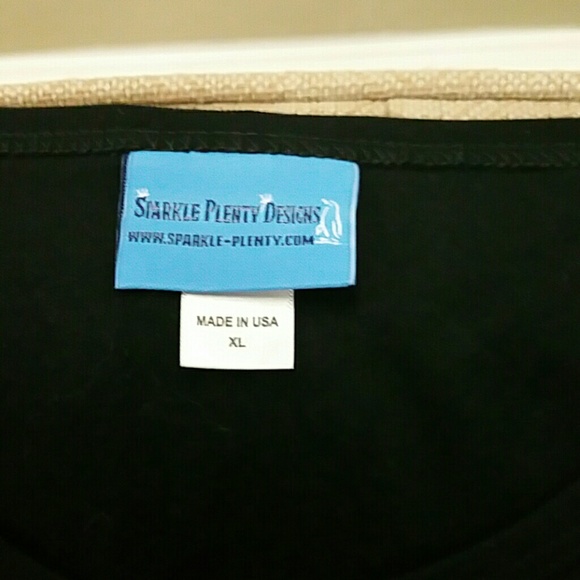 SPARKLE PLENTY DESIGNS
WWW.SPARKLE-PLENTY.COM
MADE IN USA
XL